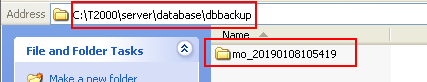 Address C:\T2000\server\database\dbbackup
Name
File and Folder Tasks
mo_20190108105419
Make a new folder